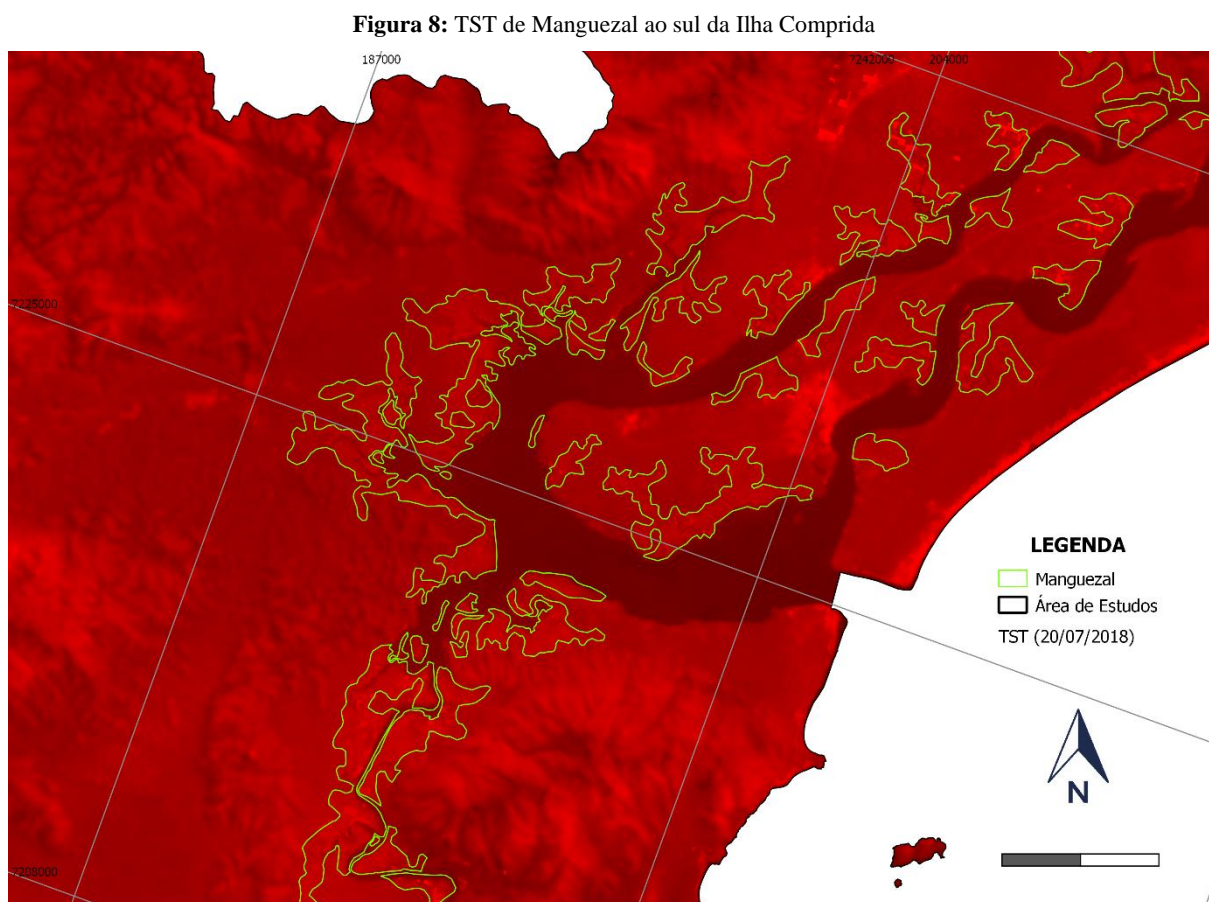 Figura 8: TST de Manguezal ao sul da Ilha Comprida
187000
7242000
204000
7225000
LEGENDA
Manguezal
Área de Estudos
TST (20/07/2018)
N
7208000